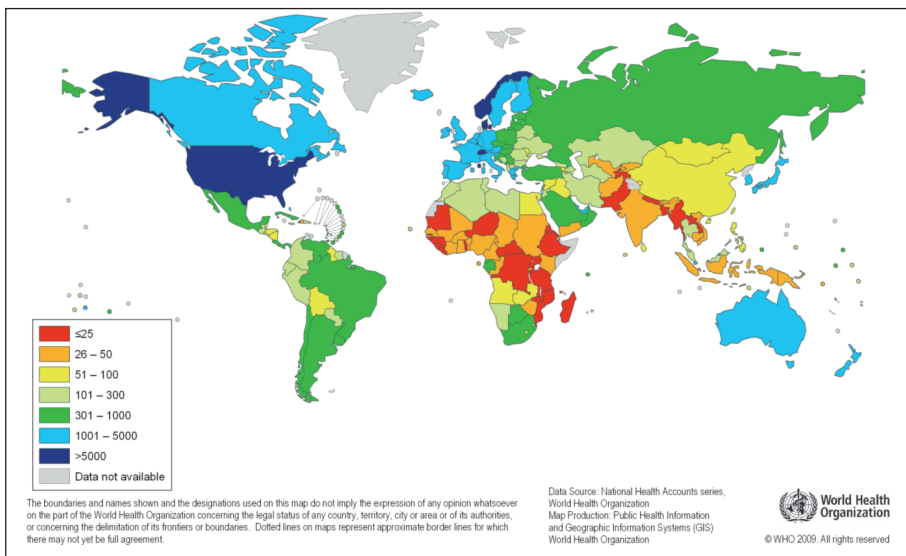 ≤25
26 – 50
51 – 100
101 – 300
301 – 1000
1001 – 5000
>5000
Data not available
The boundaries and names shown and the designations used on this map do not imply the expression of any opinion whatsoever
on the part of the World Health Organization concerning the legal status of any country, territory, city or area or of its authorities,
or concerning the delimitation of its frontiers or boundaries.  Dotted lines on maps represent approximate border lines for which
there may not yet be full agreement.
Data Source: National Health Accounts series,
World Health Organization
Map Production: Public Health Information
and Geographic Information Systems (GIS)
World Health Organization
World Health
Organization
© WHO 2009. All rights reserved